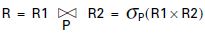 R = R1 ⋈P R2 = σP(R1 × R2)